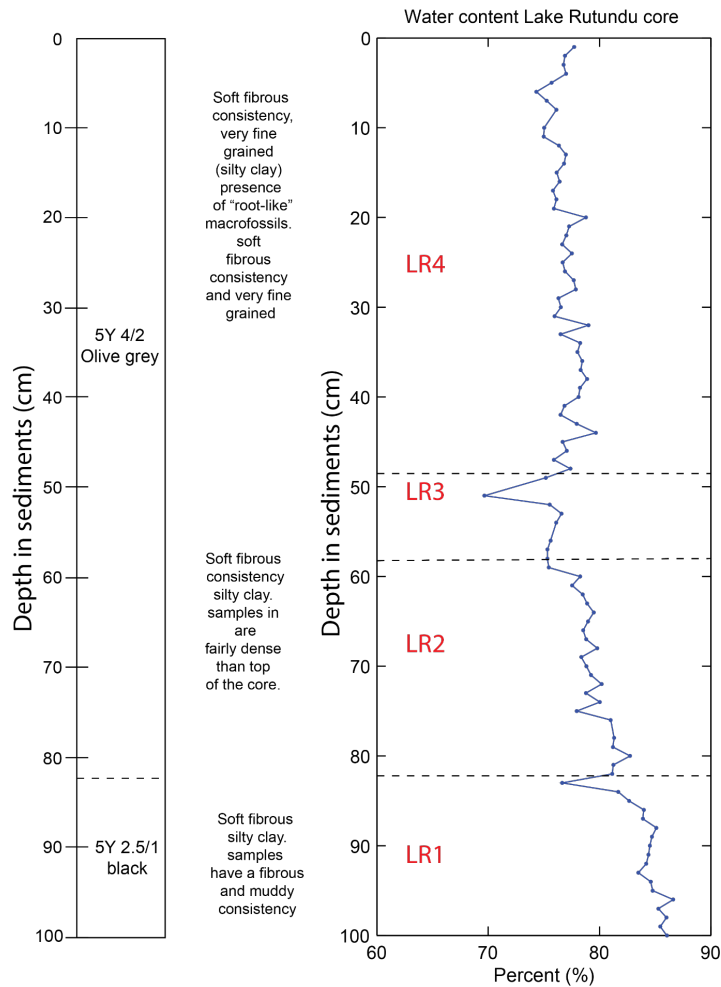 Water content Lake Rutundu core
Depth in sediments (cm)
0
10
20
30
40
50
60
70
80
90
100
5Y 4/2
Olive grey
5Y 2.5/1
black
Soft fibrous
consistency,
very fine
grained
(silty clay)
presence
of “root-like”
macrofossils.
soft
fibrous
consistency
and very fine
grained
Soft fibrous
consistency
silty clay.
samples in
are
fairly dense
than top
of the core.
Soft fibrous
silty clay.
samples
have a fibrous
and muddy
consistency
Depth in sediments (cm)
0
10
20
30
40
50
60
70
80
90
100
LR4
LR3
LR2
LR1
60
70
80
90
Percent (%)